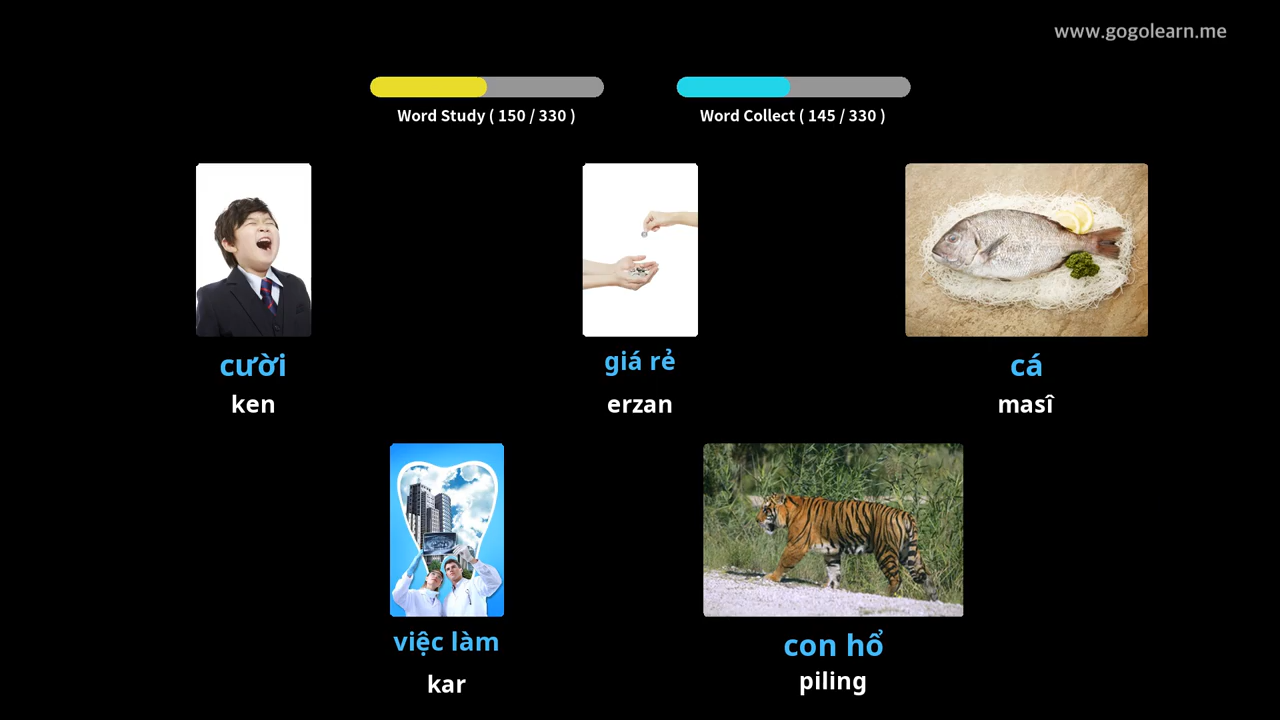 www.gogolearn.me
Word Study ( 150 / 330 )
Word Collect ( 145 / 330 )
cười
ken
giá rẻ
erzan
cá
masî
việc làm
kar
con hổ
piling